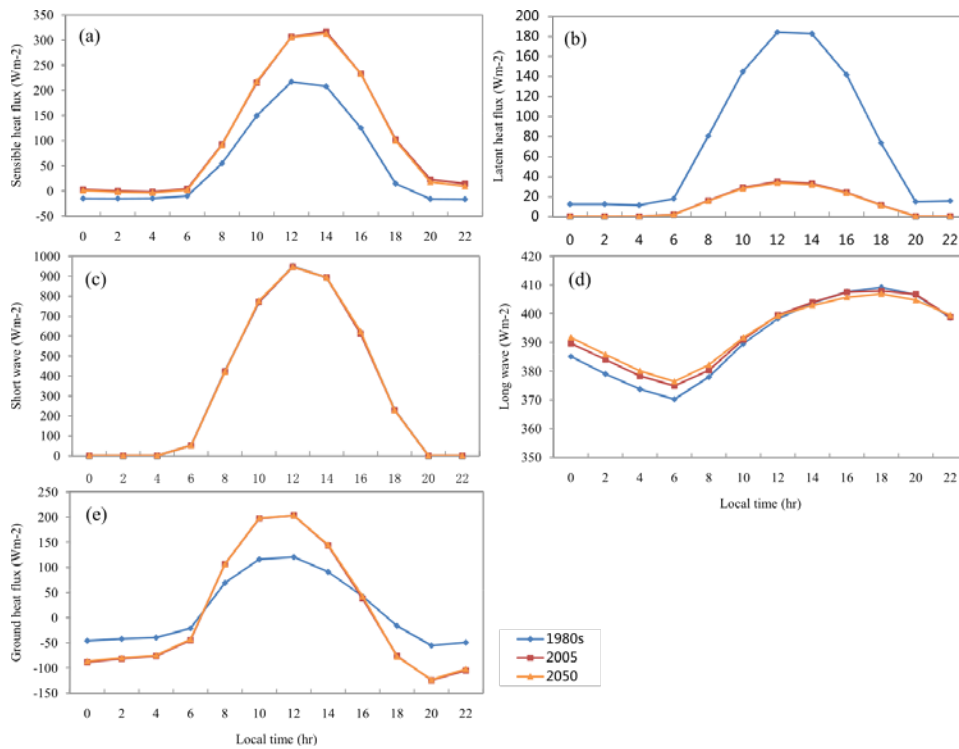 (a)
Sensible heat flux (Wm-2)
350
300
250
200
150
100
50
0
-50
0 2 4 6 8 10 12 14 16 18 20 22
(b)
Latent heat flux (Wm-2)
200
180
160
140
120
100
80
60
40
20
0
0 2 4 6 8 10 12 14 16 18 20 22
(c)
Short wave (Wm-2)
1000
900
800
700
600
500
400
300
200
100
0
0 2 4 6 8 10 12 14 16 18 20 22
(d)
Long wave (Wm-2)
420
410
400
390
380
370
360
350
0 2 4 6 8 10 12 14 16 18 20 22
Local time (hr)
(e)
Ground heat flux (Wm-2)
250
200
150
100
50
0
-50
-100
-150
0 2 4 6 8 10 12 14 16 18 20 22
Local time (hr)
1980s
2005
2050